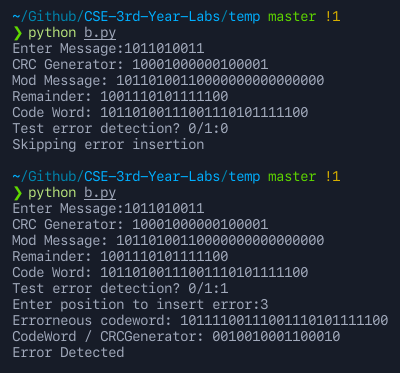 ~/Github/CSE-3rd-Year-Labs/temp master !1
❯ python b.py
Enter Message:1011010011
CRC Generator: 10001000000100001
Mod Message: 10110100110000000000000000
Remainder: 1001110101111100
Code Word: 10110100111001110101111100
Test error detection? 0/1:0
Skipping error insertion
~/Github/CSE-3rd-Year-Labs/temp master !1
❯ python b.py
Enter Message:1011010011
CRC Generator: 10001000000100001
Mod Message: 10110100110000000000000000
Remainder: 1001110101111100
Code Word: 10110100111001110101111100
Test error detection? 0/1:1
Enter position to insert error:3
Errorneous codeword: 10111100111001110101111100
CodeWord / CRCGenerator: 0010010001100010
Error Detected